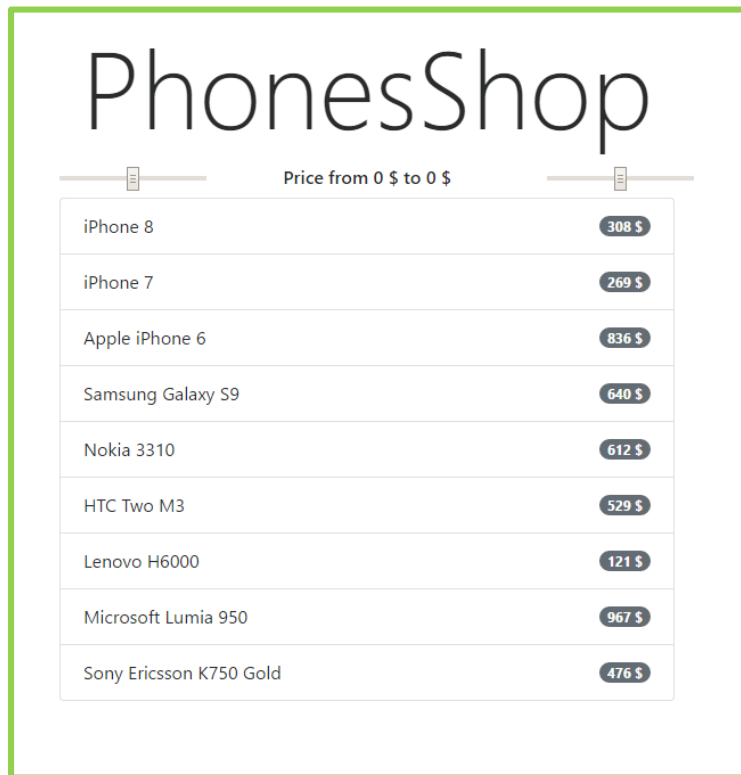 PhonesShop
Price from 0 $ to 0 $
iPhone 8 308 $
iPhone 7 269 $
Apple iPhone 6 836 $
Samsung Galaxy S9 640 $
Nokia 3310 612 $
HTC Two M3 529 $
Lenovo H6000 121 $
Microsoft Lumia 950 967 $
Sony Ericsson K750 Gold 476 $